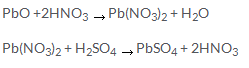 PbO +2HNO₃ → Pb(NO₃)₂ + H₂O
Pb(NO₃)₂ + H₂SO₄ → PbSO₄ + 2HNO₃